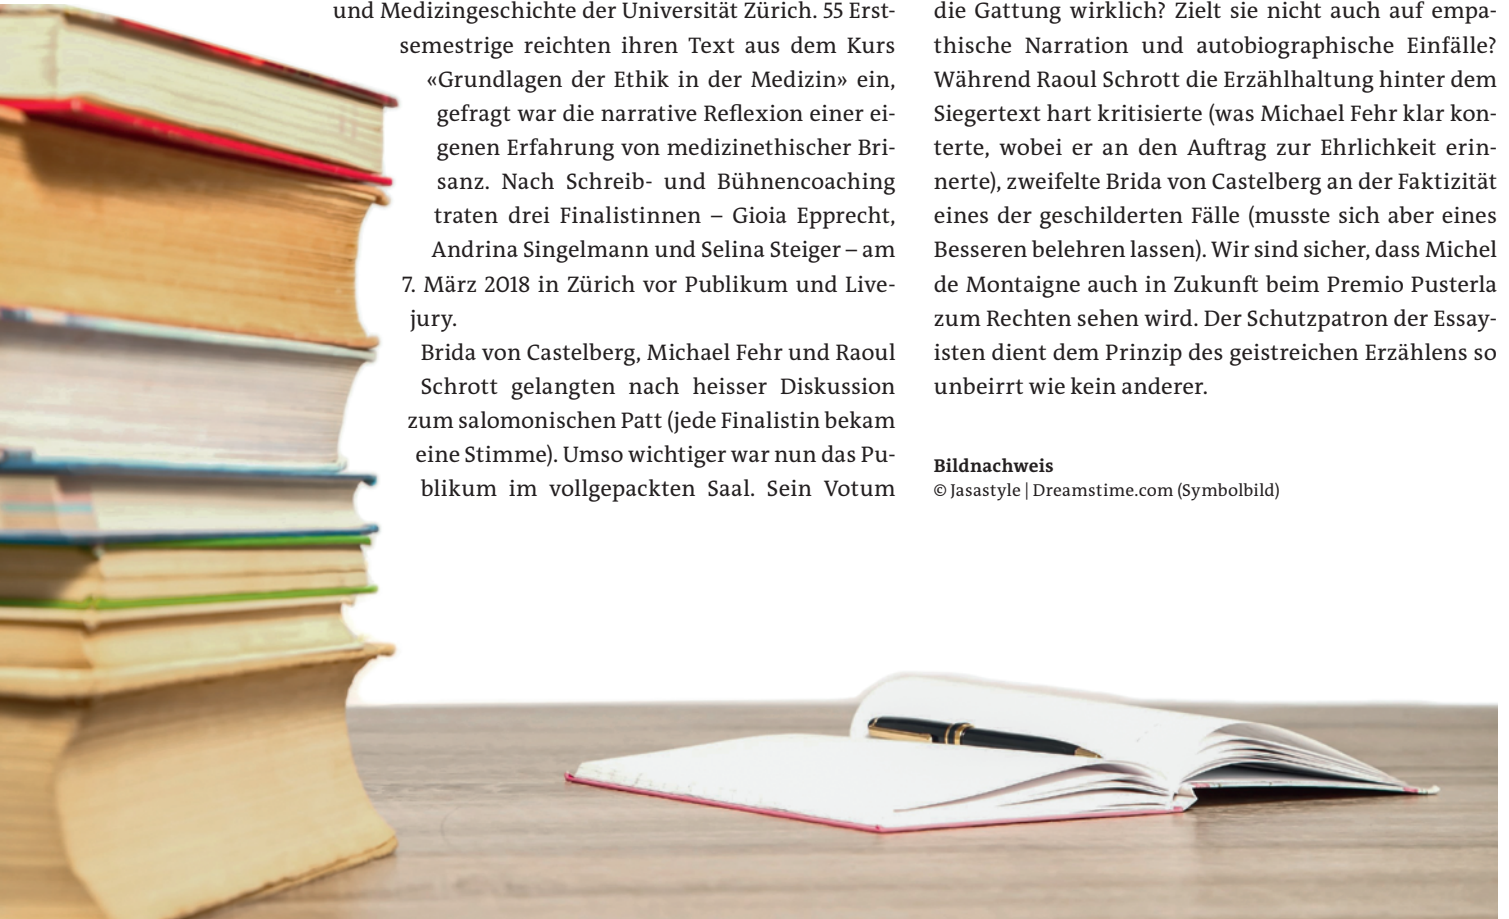 und Medizingeschichte der Universität Zürich. 55 Erst-
semestrige reichten ihren Text aus dem Kurs
«Grundlagen der Ethik in der Medizin» ein,
gefragt war die narrative Reflexion einer ei-
genen Erfahrung von medizinethischer Bri-
sanz. Nach Schreib- und Bühnencoaching
traten drei Finalistinnen – Gioia Epprecht,
Andrina Singelmann und Selina Steiger – am
7. März 2018 in Zürich vor Publikum und Live-
jury.
Brida von Castelberg, Michael Fehr und Raoul
Schrott gelangten nach heisser Diskussion
zum salomonischen Patt (jede Finalistin bekam
eine Stimme). Umso wichtiger war nun das Pu-
blikum im vollgepackten Saal. Sein Votum
die Gattung wirklich? Zielt sie nicht auch auf empa-
thische Narration und autobiographische Einfälle?
Während Raoul Schrott die Erzählhaltung hinter dem
Siegertext hart kritisierte (was Michael Fehr klar kon-
terte, wobei er an den Auftrag zur Ehrlichkeit erin-
nerte), zweifelte Brida von Castelberg an der Faktizität
eines der geschilderten Fälle (musste sich aber eines
Besseren belehren lassen). Wir sind sicher, dass Michel
de Montaigne auch in Zukunft beim Premio Pusterla
zum Rechten sehen wird. Der Schutzpatron der Essay-
isten dient dem Prinzip des geistreichen Erzählens so
unbeirrt wie kein anderer.
Bildnachweis
© Jasastyle | Dreamstime.com (Symbolbild)